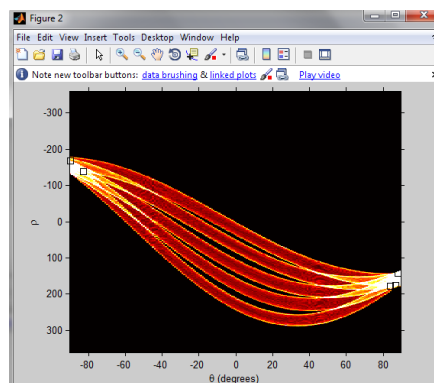 Figure 2
File Edit View Insert Tools Desktop Window Help
Note new toolbar buttons: data brushing & linked plots Play video
-300
-200
-100
0
100
200
300
ρ
-80 -60 -40 -20 0 20 40 60 80
θ (degrees)